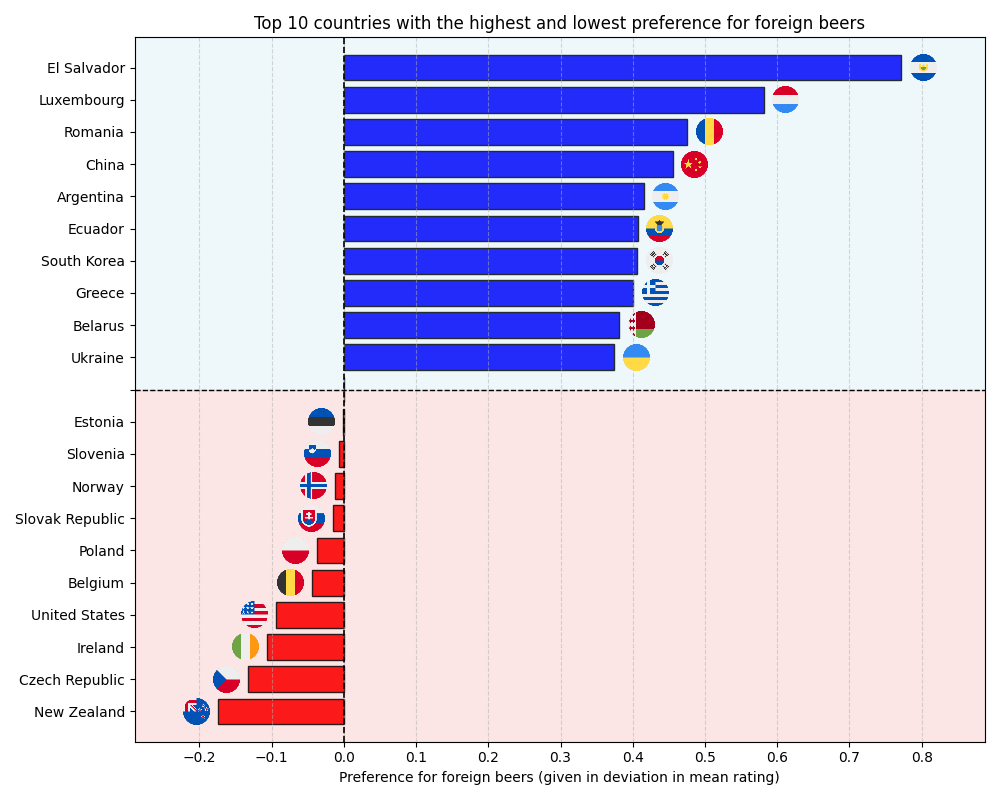 Top 10 countries with the highest and lowest preference for foreign beers
El Salvador
Luxembourg
Romania
China
Argentina
Ecuador
South Korea
Greece
Belarus
Ukraine
Estonia
Slovenia
Norway
Slovak Republic
Poland
Belgium
United States
Ireland
Czech Republic
New Zealand
−0.2 −0.1 0.0 0.1 0.2 0.3 0.4 0.5 0.6 0.7 0.8
Preference for foreign beers (given in deviation in mean rating)